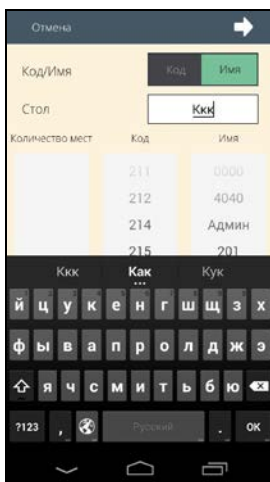 Отмена
Код/Имя Код Имя
Стол Ккк
Количество мест Код Имя
211 0000
212 4040
214 Админ
215 201
Ккк Как Кук
й ц у к е н г ш щ з х
ф ы в а п р о л д ж э
я ч с м и т ь б ю
?123 , Русский . ОК